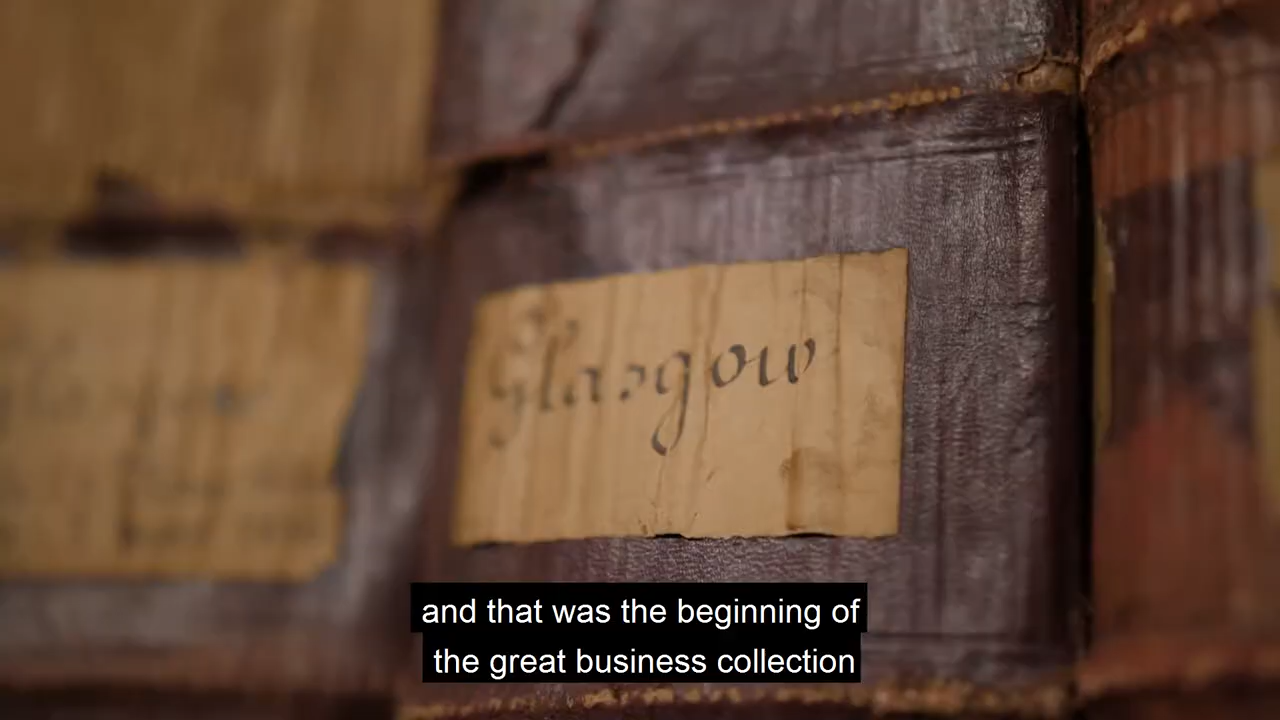 Glasgow
and that was the beginning of
the great business collection